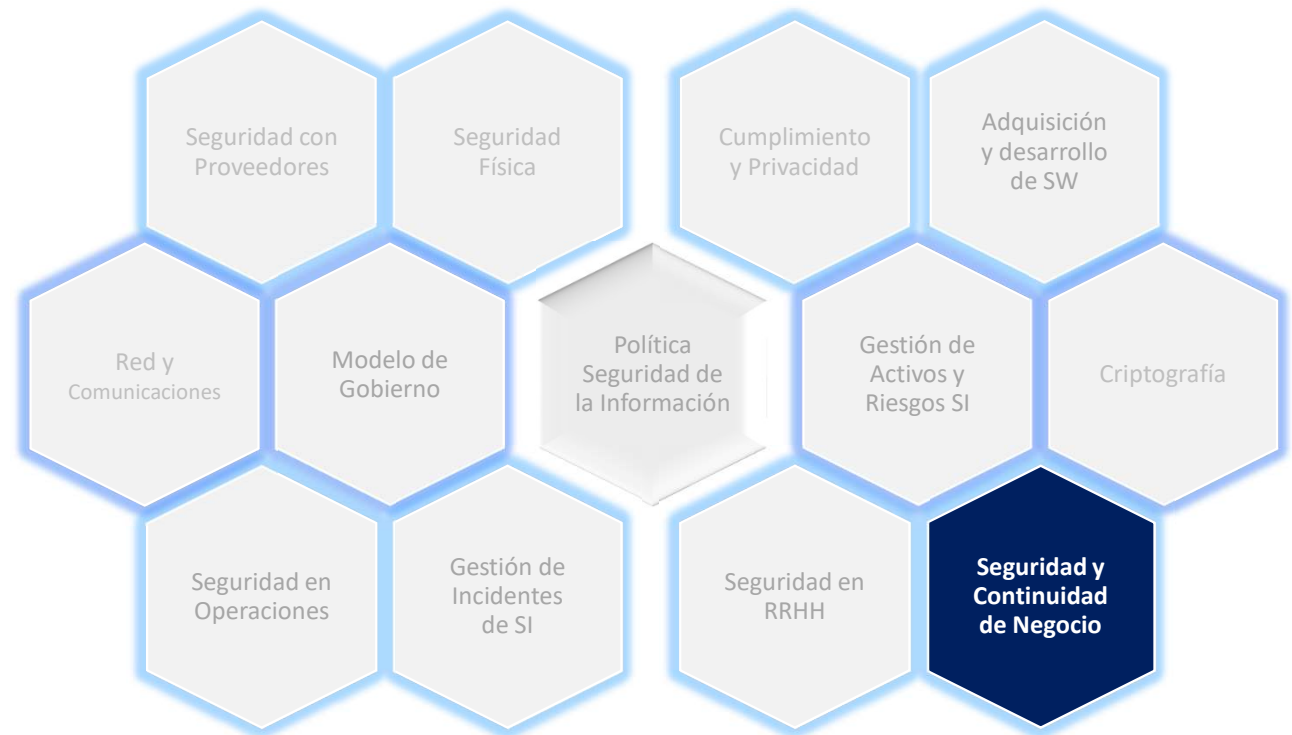 Seguridad con
Proveedores
Seguridad
Física
Cumplimiento
y Privacidad
Adquisición
y desarrollo
de SW
Red y
Comunicaciones
Modelo de
Gobierno
Política
Seguridad de
la Información
Gestión de
Activos y
Riesgos SI
Criptografía
Seguridad en
Operaciones
Gestión de
Incidentes
de SI
Seguridad en
RRHH
Seguridad y
Continuidad
de Negocio